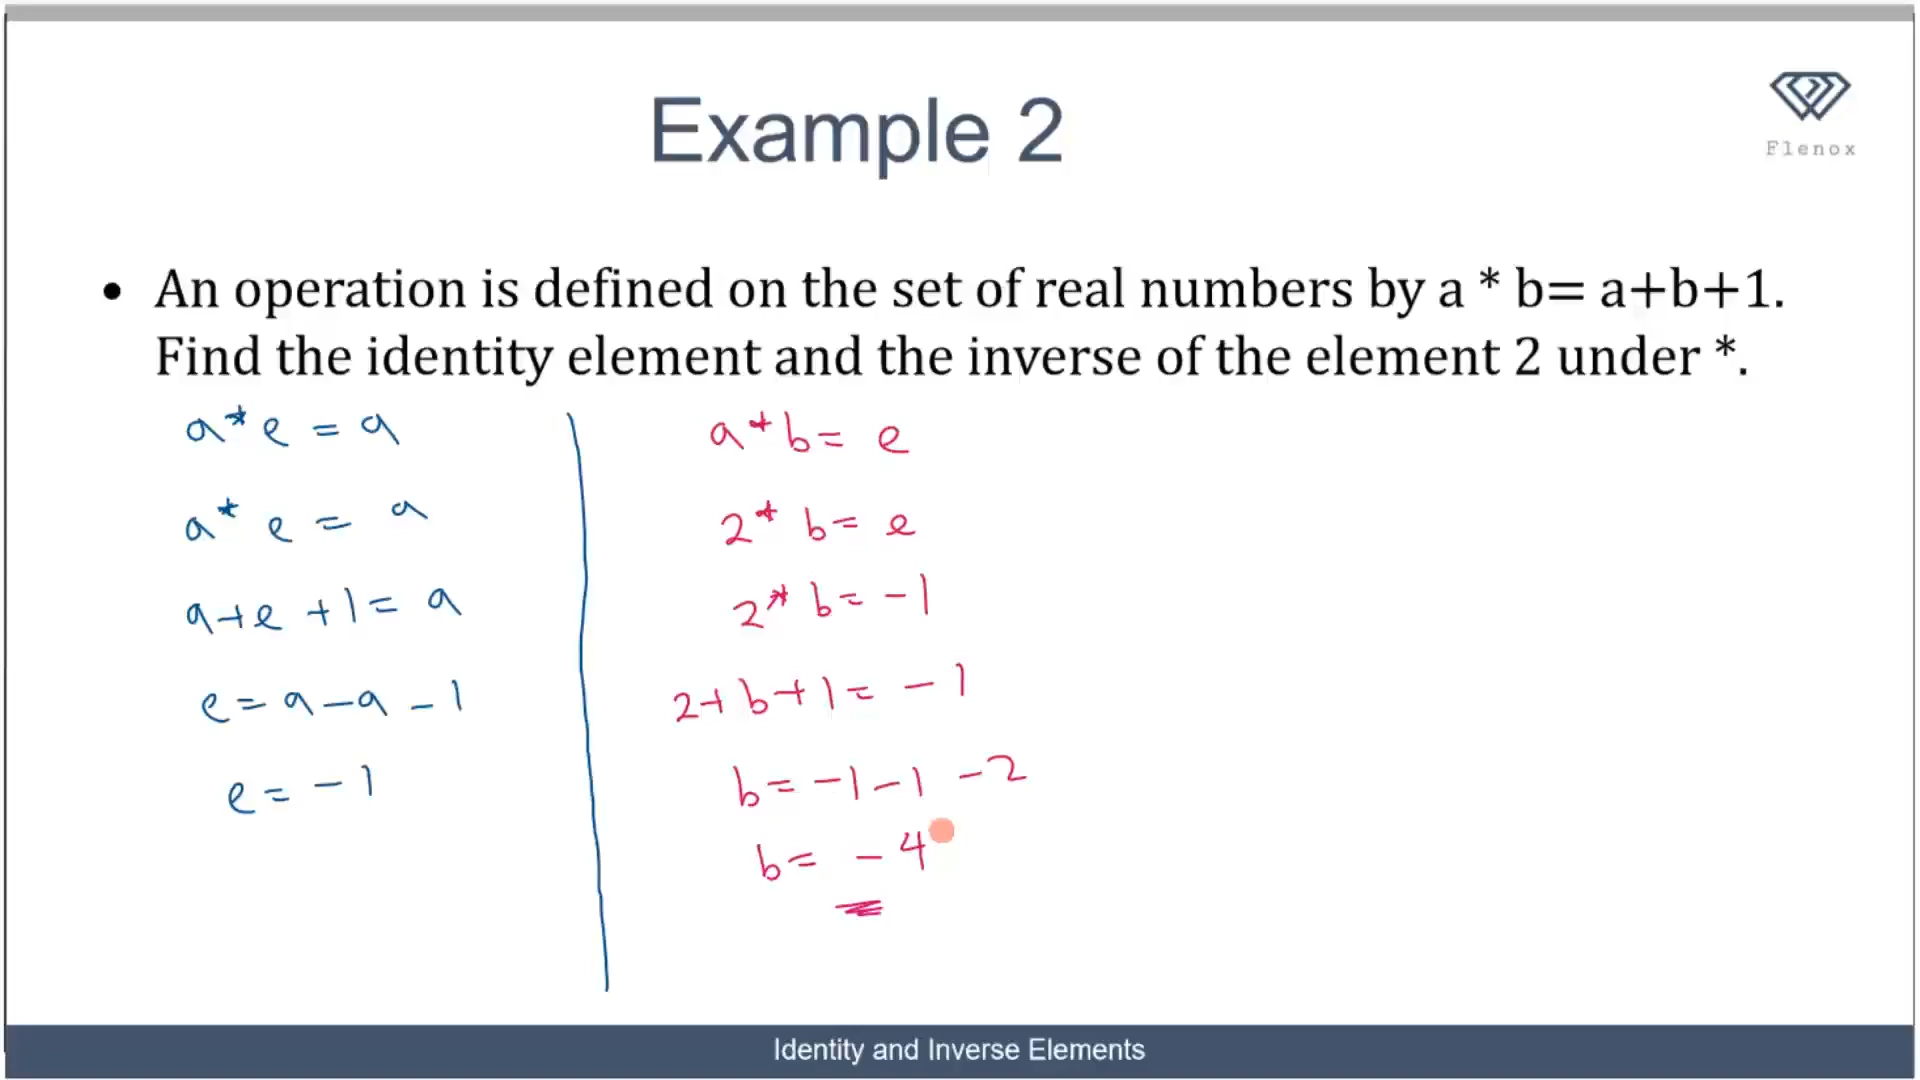 Example 2
Flenox
• An operation is defined on the set of real numbers by a * b= a+b+1.
Find the identity element and the inverse of the element 2 under *.
a * e = a
a * e = a
a + e + 1 = a
e = a - a - 1
e = - 1
a * b = e
2 * b = e
2 * b = - 1
2 + b + 1 = - 1
b = - 1 - 1 - 2
b = - 4
Identity and Inverse Elements